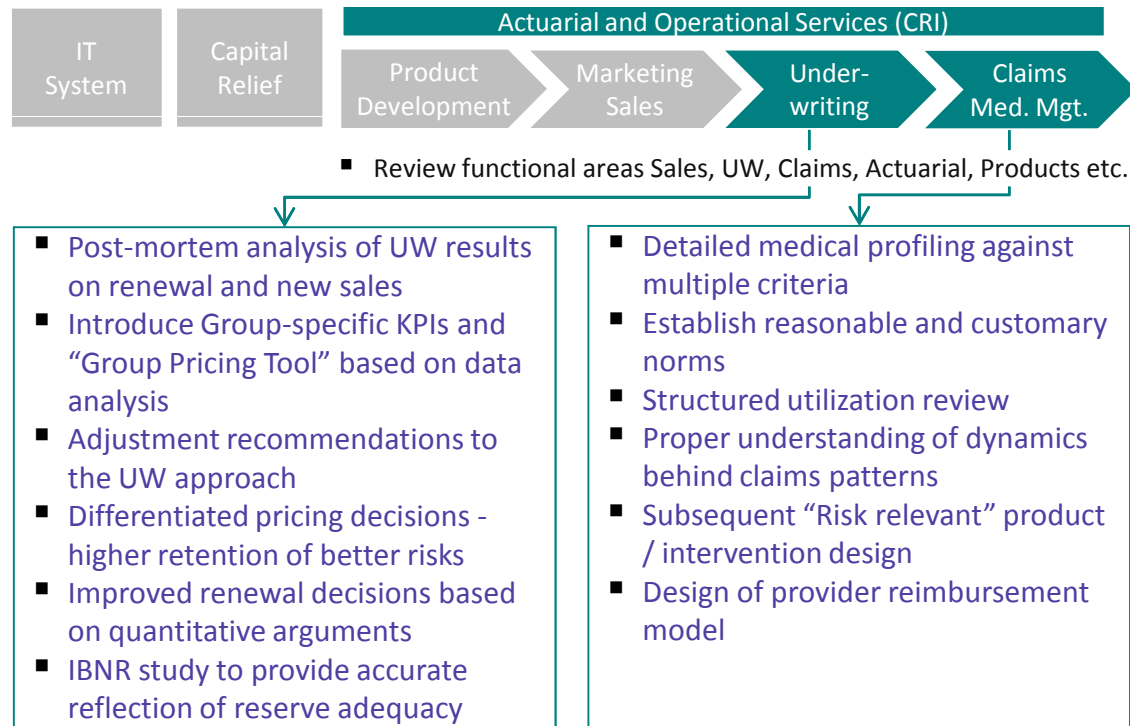 Actuarial and Operational Services (CRI)
IT
System
Capital
Relief
Product
Development
Marketing
Sales
Under-
writing
Claims
Med. Mgt.
▪ Review functional areas Sales, UW, Claims, Actuarial, Products etc.
▪ Post-mortem analysis of UW results
on renewal and new sales
▪ Introduce Group-specific KPIs and
“Group Pricing Tool” based on data
analysis
▪ Adjustment recommendations to
the UW approach
▪ Differentiated pricing decisions -
higher retention of better risks
▪ Improved renewal decisions based
on quantitative arguments
▪ IBNR study to provide accurate
reflection of reserve adequacy
▪ Detailed medical profiling against
multiple criteria
▪ Establish reasonable and customary
norms
▪ Structured utilization review
▪ Proper understanding of dynamics
behind claims patterns
▪ Subsequent “Risk relevant” product
/ intervention design
▪ Design of provider reimbursement
model